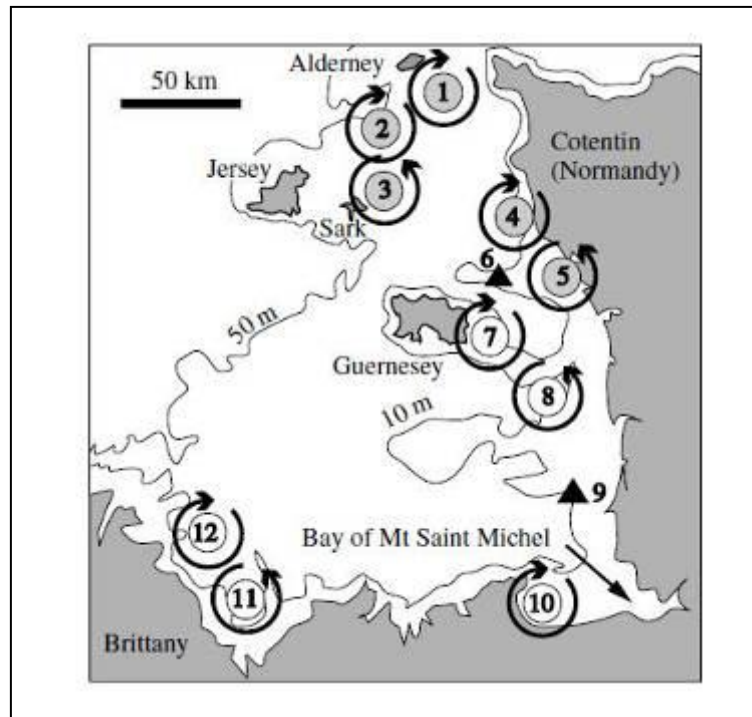 Alderney
50 km
1
2
Cotentin
(Normandy)
Jersey
3
Sark
4
6
5
50 m
7
Guernesey
8
10 m
9
12
Bay of Mt Saint Michel
11
10
Brittany